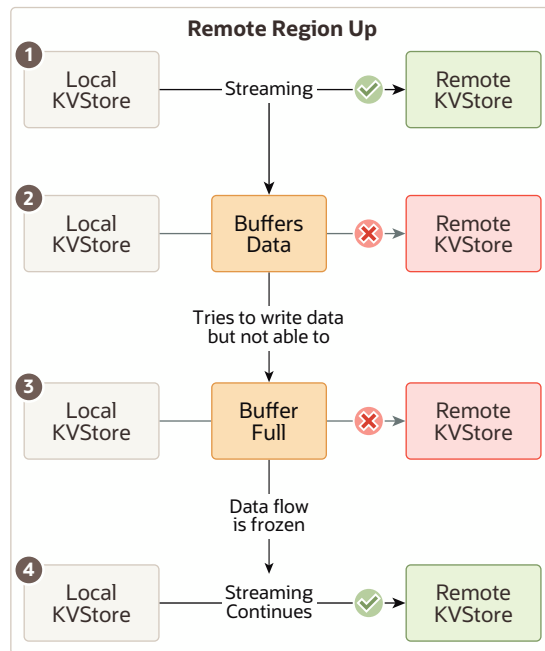 Remote Region Up
1
Local
KVStore
Streaming
Remote
KVStore
2
Local
KVStore
Buffers
Data
Remote
KVStore
Tries to write data
but not able to
3
Local
KVStore
Buffer
Full
Remote
KVStore
Data flow
is frozen
4
Local
KVStore
Streaming
Continues
Remote
KVStore